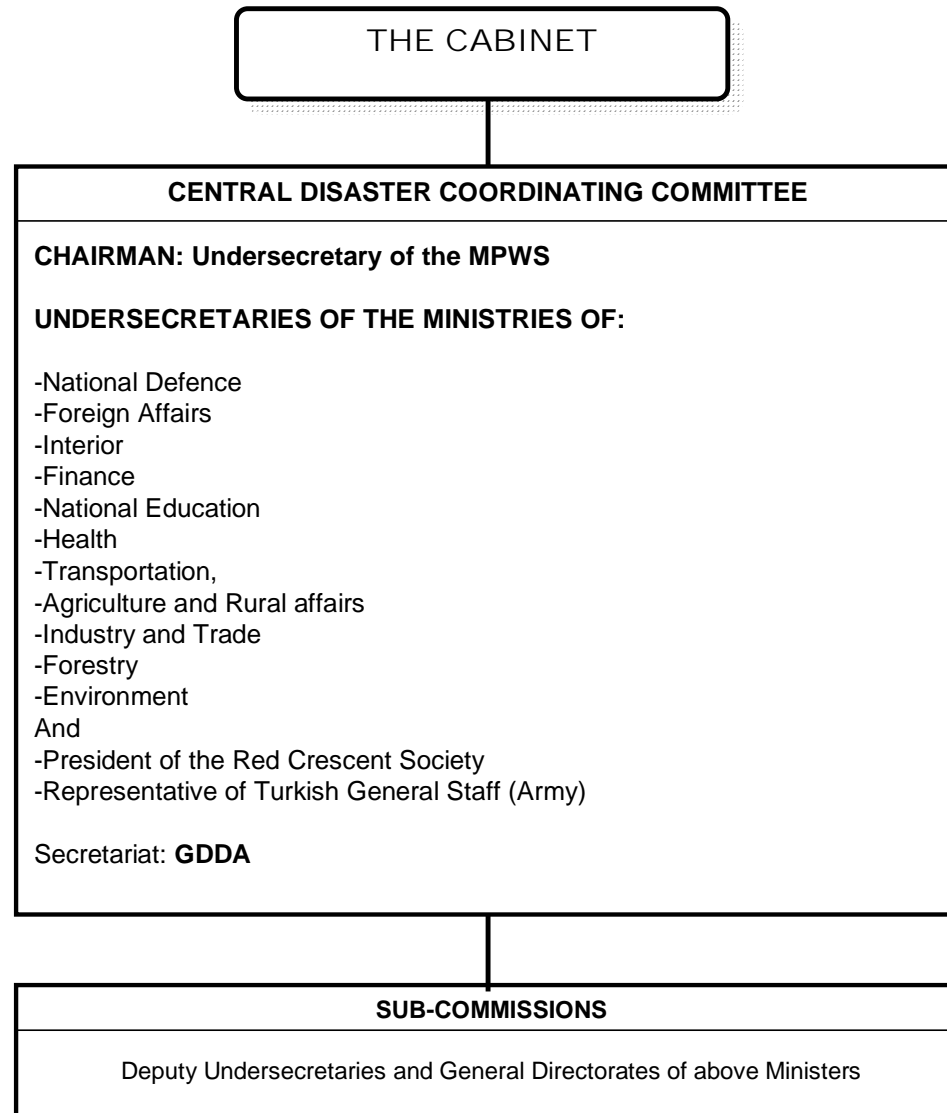 THE CABINET
CENTRAL DISASTER COORDINATING COMMITTEE
CHAIRMAN: Undersecretary of the MPWS
UNDERSECRETARIES OF THE MINISTRIES OF:
-National Defence
-Foreign Affairs
-Interior
-Finance
-National Education
-Health
-Transportation,
-Agriculture and Rural affairs
-Industry and Trade
-Forestry
-Environment
And
-President of the Red Crescent Society
-Representative of Turkish General Staff (Army)
Secretariat: GDDA
SUB-COMMISSIONS
Deputy Undersecretaries and General Directorates of above Ministers